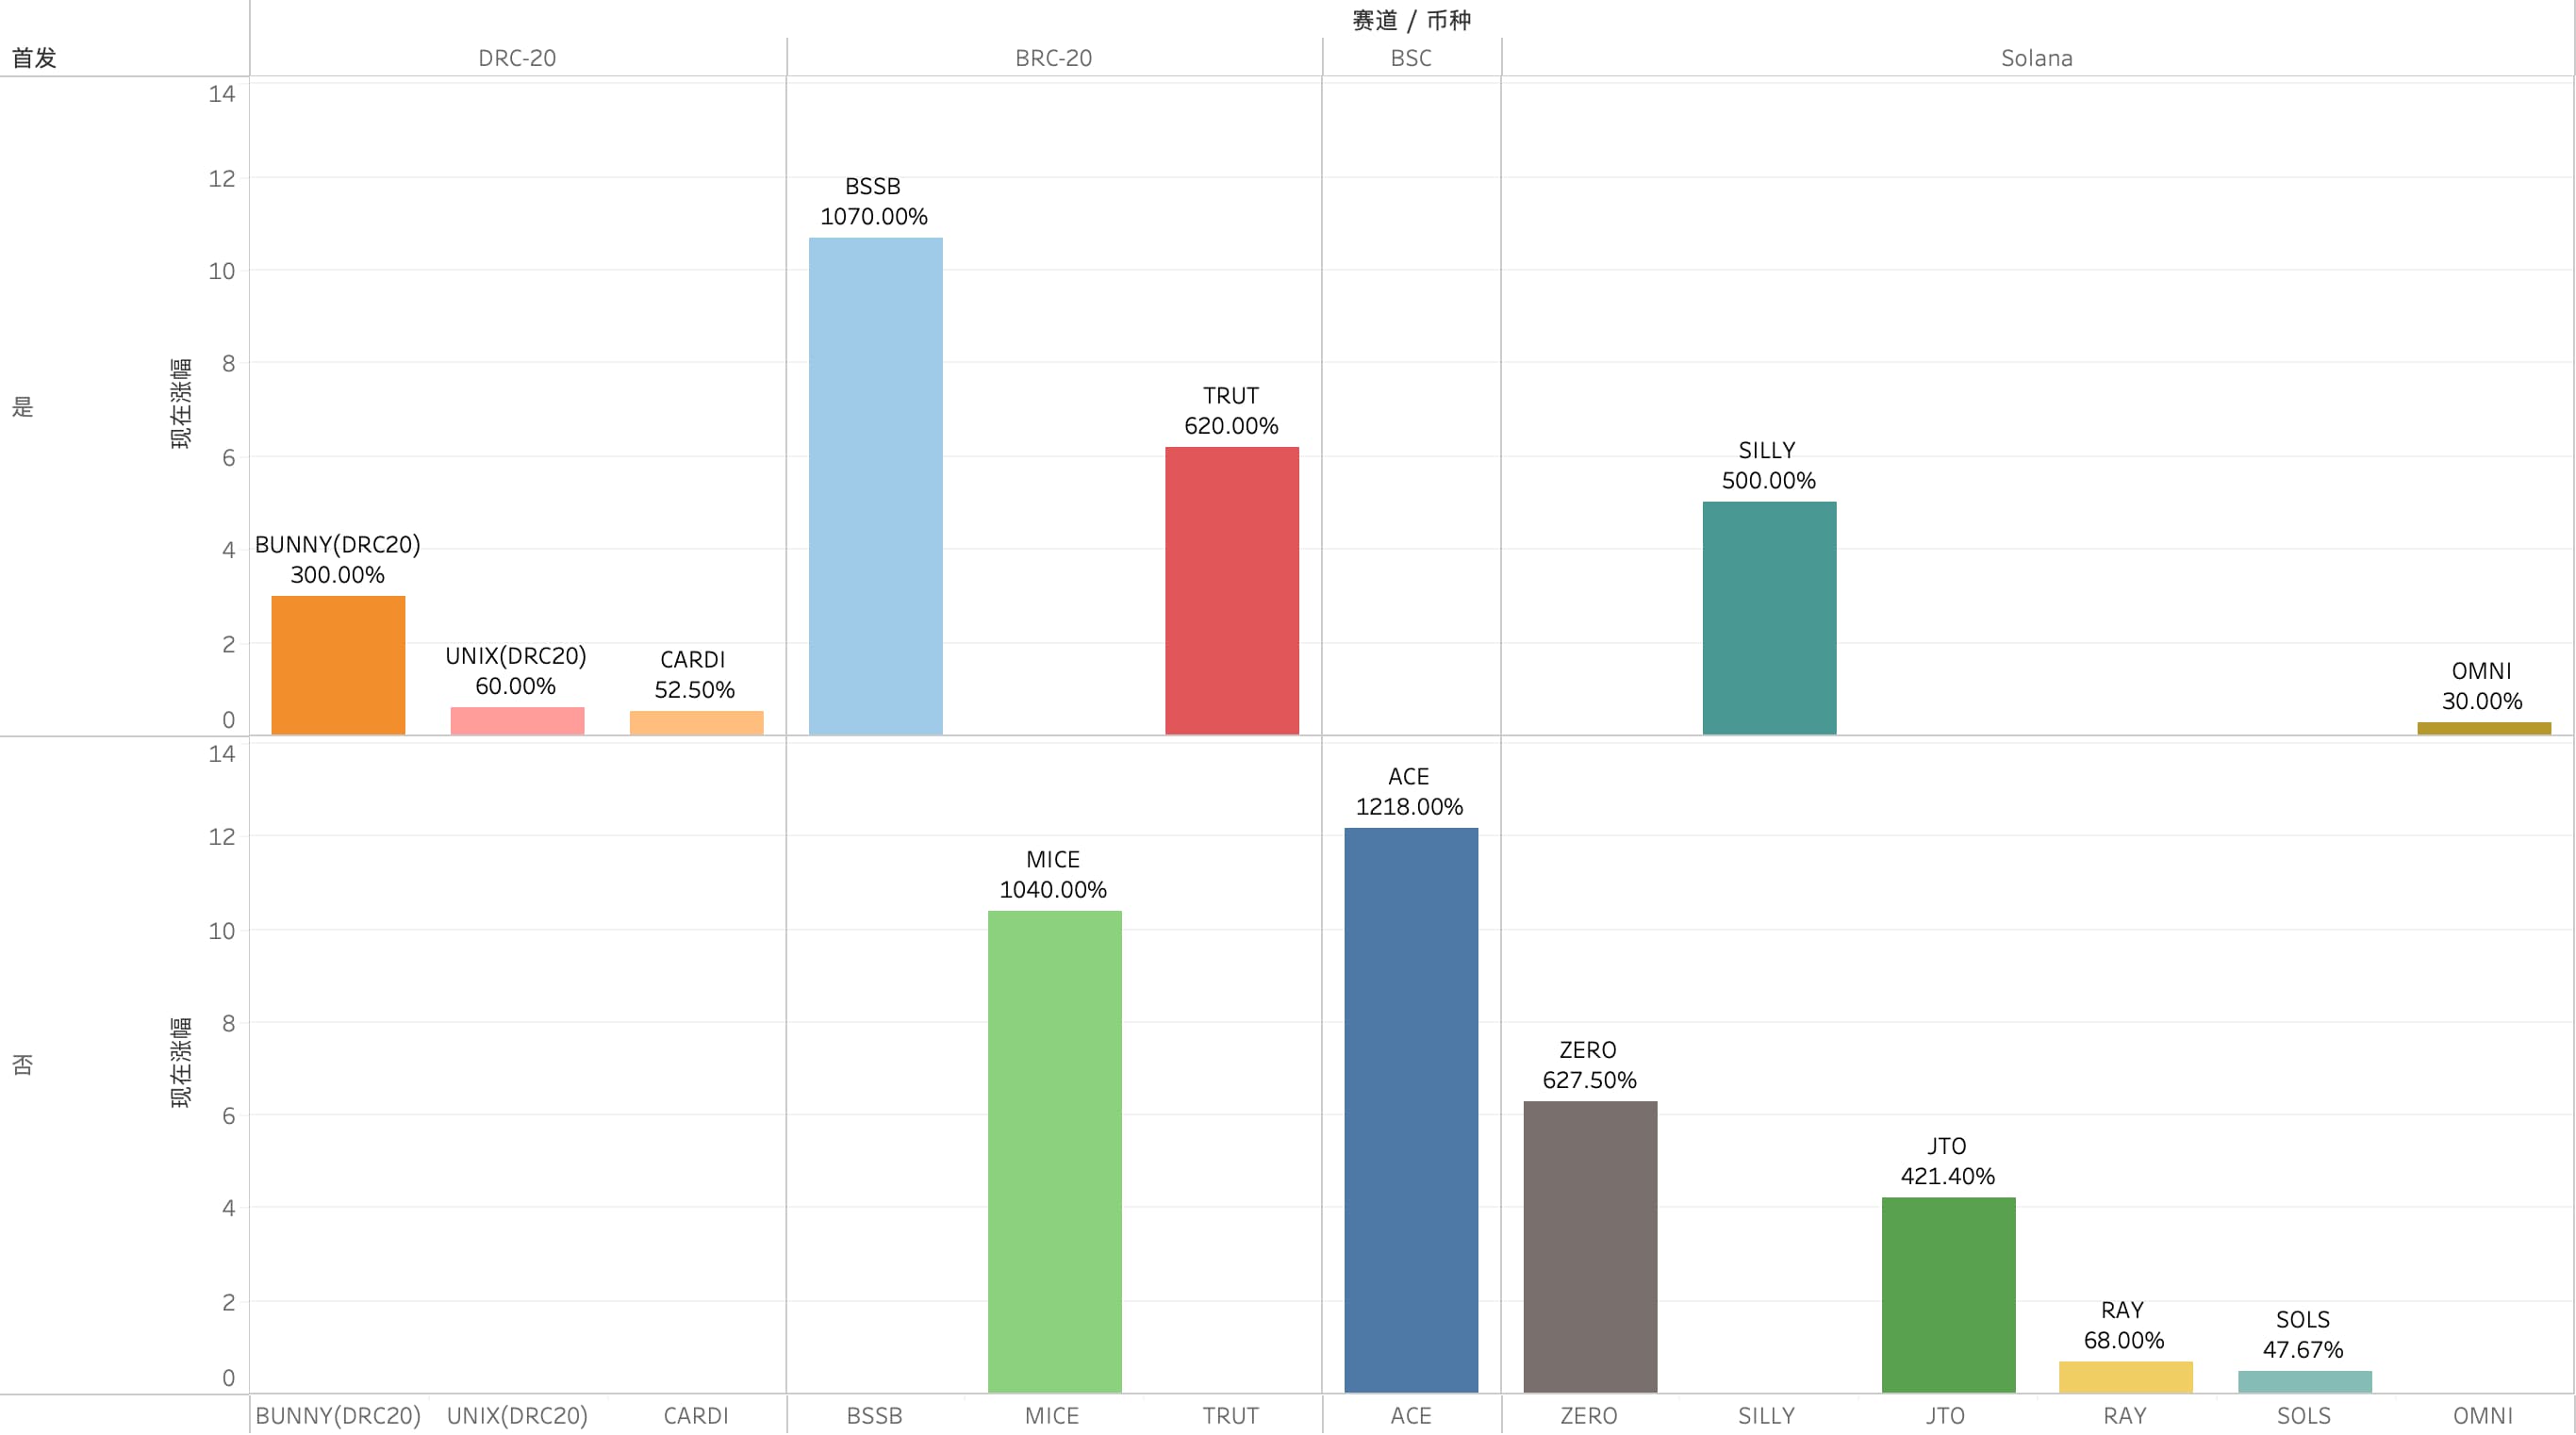 赛道 / 币种
首发
DRC-20
BRC-20
BSC
Solana
是
现在涨幅
14
12
10
8
6
4
2
0
BUNNY(DRC20)
300.00%
UNIX(DRC20)
60.00%
CARDI
52.50%
BSSB
1070.00%
TRUT
620.00%
SILLY
500.00%
OMNI
30.00%
否
现在涨幅
14
12
10
8
6
4
2
0
MICE
1040.00%
ACE
1218.00%
ZERO
627.50%
JTO
421.40%
RAY
68.00%
SOLS
47.67%
BUNNY(DRC20)
UNIX(DRC20)
CARDI
BSSB
MICE
TRUT
ACE
ZERO
SILLY
JTO
RAY
SOLS
OMNI